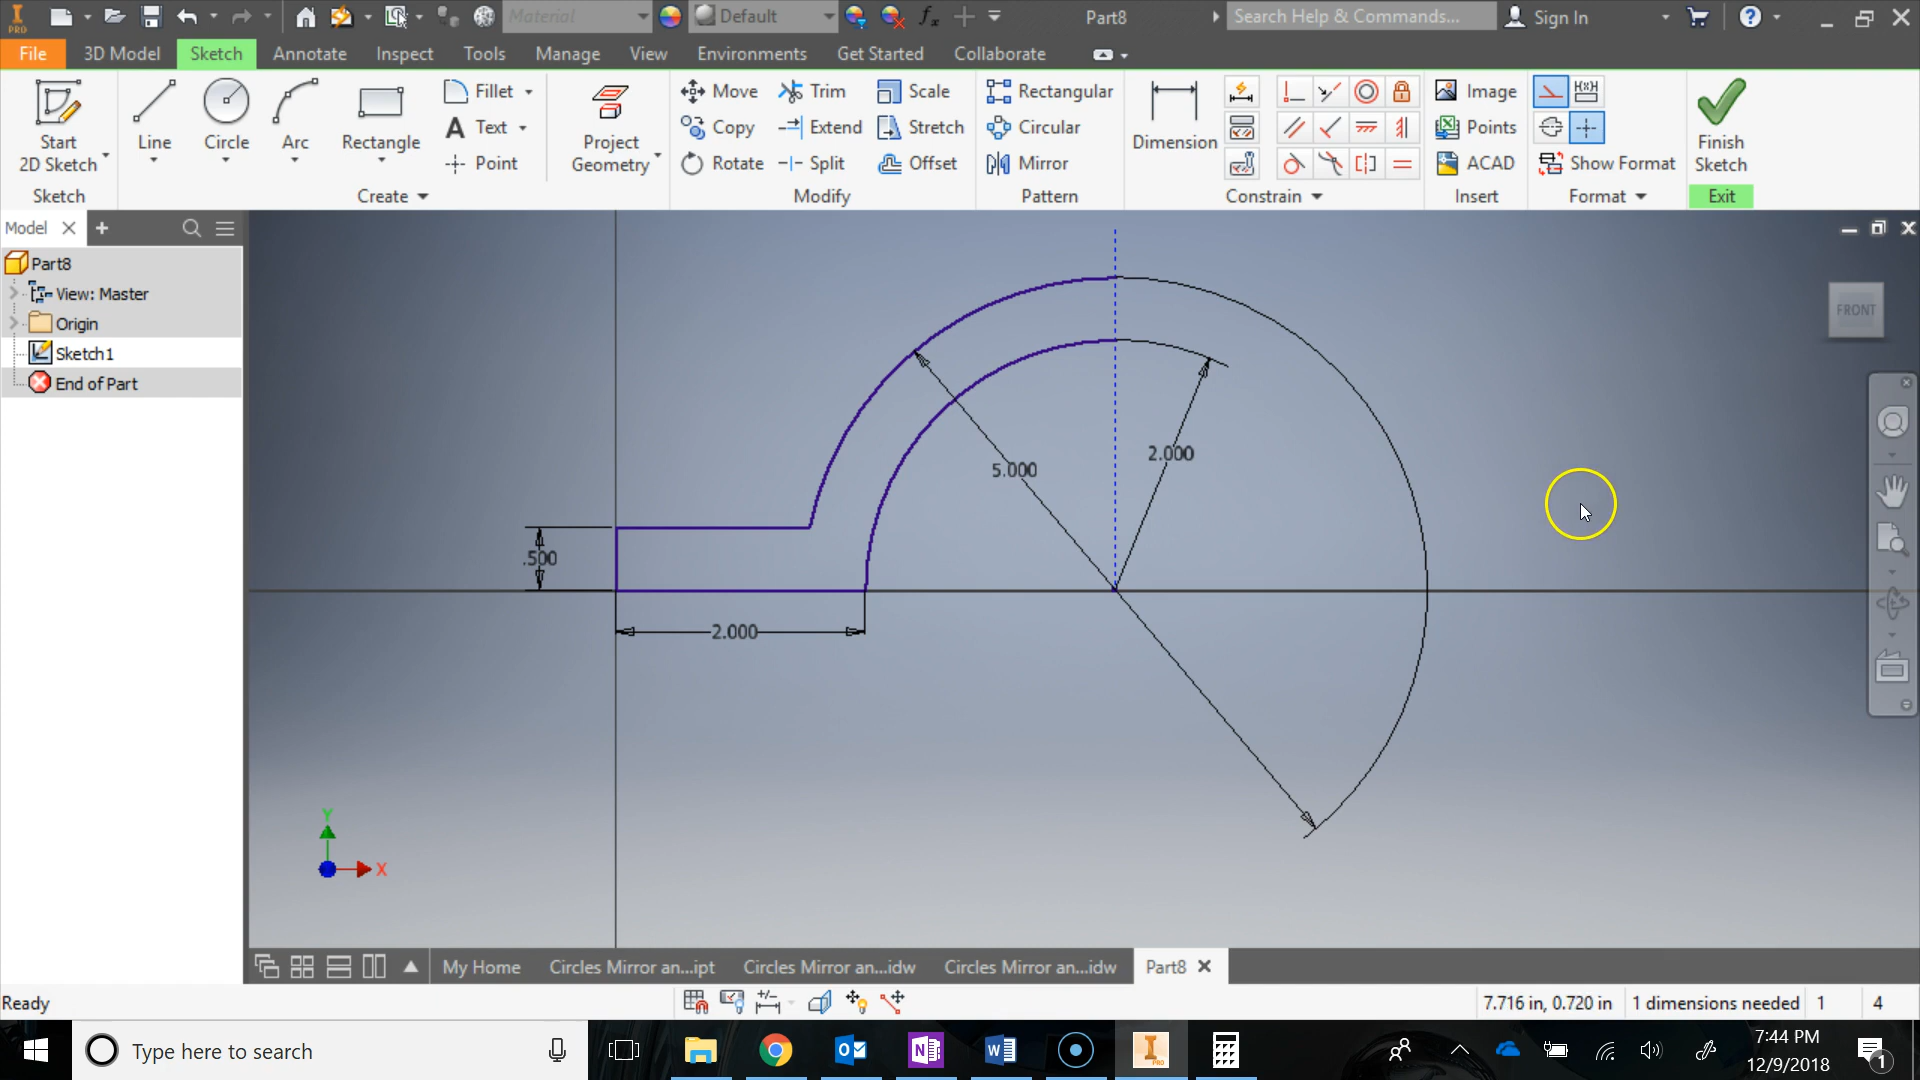 PRO
Material
Default
fx
Part8
Search Help & Commands...
Sign In
File
3D Model
Sketch
Annotate
Inspect
Tools
Manage
View
Environments
Get Started
Collaborate
Start
2D Sketch
Line
Circle
Arc
Rectangle
Fillet
Text
Point
Project
Geometry
Move
Copy
Rotate
Trim
Extend
Split
Scale
Stretch
Offset
Rectangular
Circular
Mirror
Dimension
Image
Points
ACAD
Show Format
Finish
Sketch
Sketch
Create
Modify
Pattern
Constrain
Insert
Format
Exit
Model
Part8
View: Master
Origin
Sketch1
End of Part
FRONT
5.000
2.000
.500
2.000
Y
X
My Home
Circles Mirror an...ipt
Circles Mirror an...idw
Circles Mirror an...idw
Part8
Ready
7.716 in, 0.720 in
1 dimensions needed
1
4
Type here to search
7:44 PM
12/9/2018
1